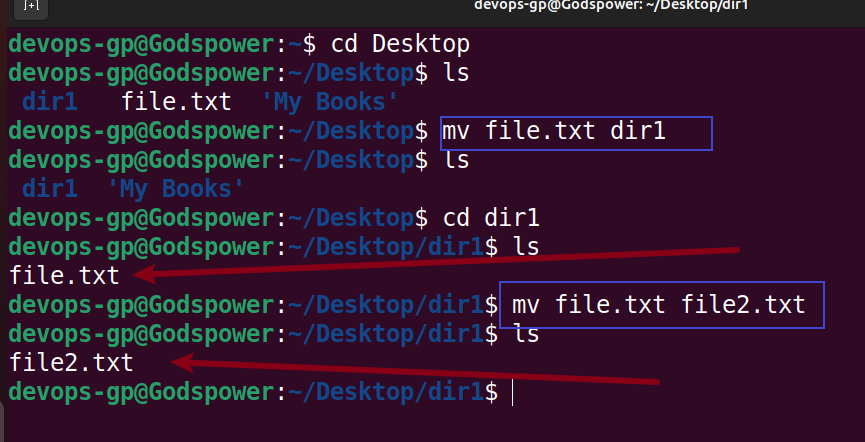 devops-gp@Godspower: ~/Desktop/dir1
devops-gp@Godspower:~$ cd Desktop
devops-gp@Godspower:~/Desktop$ ls
dir1   file.txt  'My Books'
devops-gp@Godspower:~/Desktop$ mv file.txt dir1
devops-gp@Godspower:~/Desktop$ ls
dir1  'My Books'
devops-gp@Godspower:~/Desktop$ cd dir1
devops-gp@Godspower:~/Desktop/dir1$ ls
file.txt
devops-gp@Godspower:~/Desktop/dir1$ mv file.txt file2.txt
devops-gp@Godspower:~/Desktop/dir1$ ls
file2.txt
devops-gp@Godspower:~/Desktop/dir1$